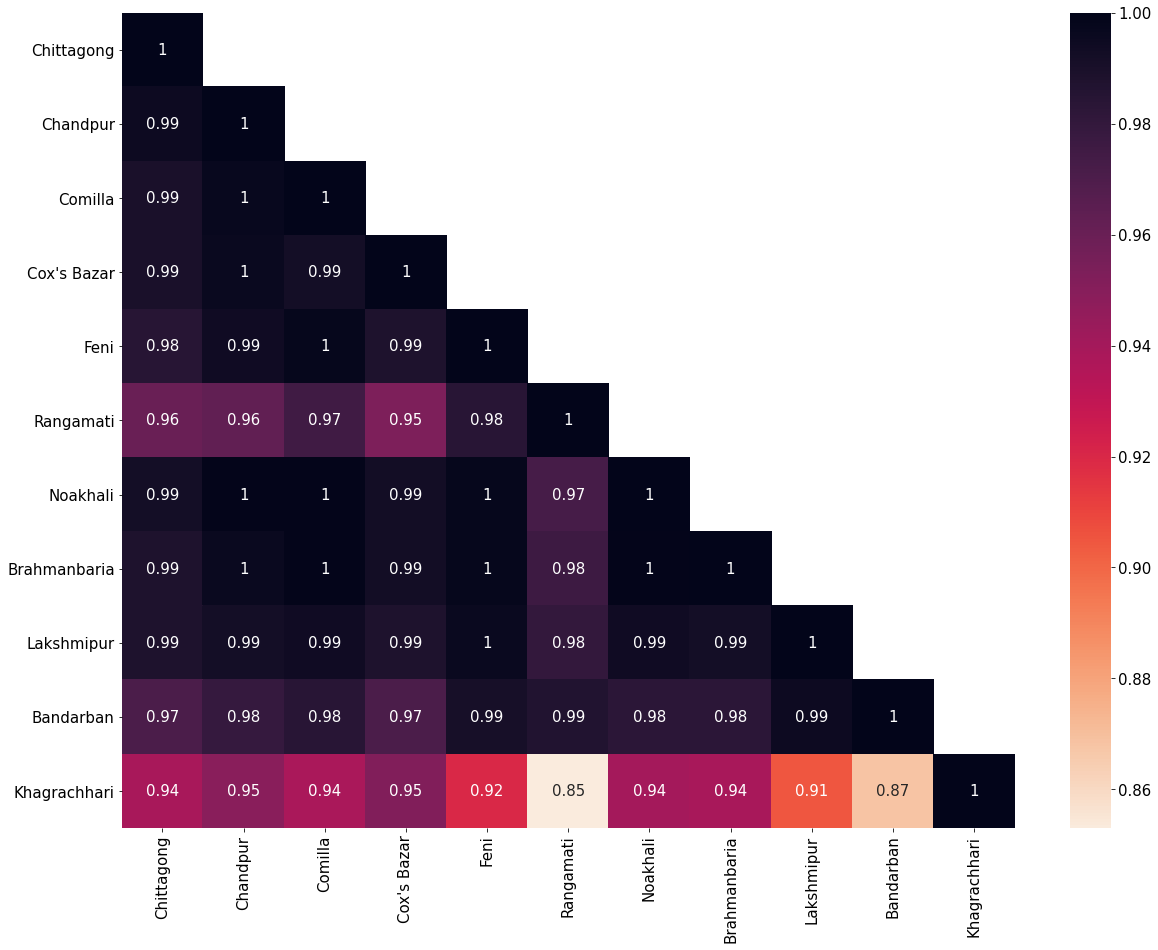 Chittagong 1
Chandpur 0.99 1
Comilla 0.99 1 1
Cox's Bazar 0.99 1 0.99 1
Feni 0.98 0.99 1 0.99 1
Rangamati 0.96 0.96 0.97 0.95 0.98 1
Noakhali 0.99 1 1 0.99 1 0.97 1
Brahmanbaria 0.99 1 1 0.99 1 0.98 1 1
Lakshmipur 0.99 0.99 0.99 0.99 1 0.98 0.99 0.99 1
Bandarban 0.97 0.98 0.98 0.97 0.99 0.99 0.98 0.98 0.99 1
Khagrachhari 0.94 0.95 0.94 0.95 0.92 0.85 0.94 0.94 0.91 0.87 1
Chittagong
Chandpur
Comilla
Cox's Bazar
Feni
Rangamati
Noakhali
Brahmanbaria
Lakshmipur
Bandarban
Khagrachhari
1.00
0.98
0.96
0.94
0.92
0.90
0.88
0.86